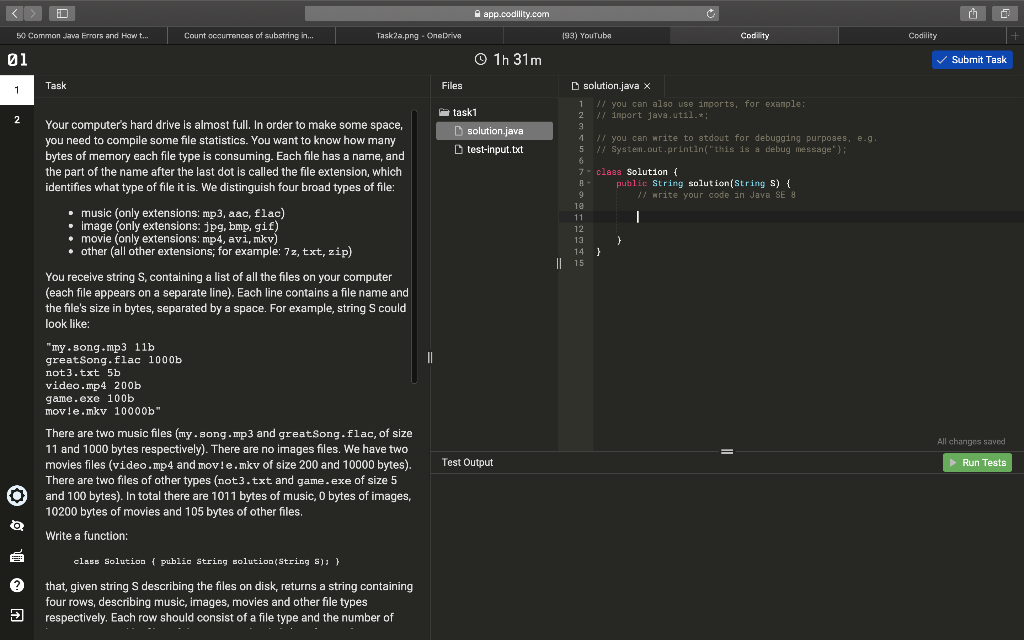 app.codility.com
50 Common Java Errors and How t...
Count occurrences of substring in...
Task2a.png - OneDrive
(93) YouTube
Codility
Codility
01
1h 31m
Submit Task
1
2
Task
Your computer's hard drive is almost full. In order to make some space,
you need to compile some file statistics. You want to know how many
bytes of memory each file type is consuming. Each file has a name, and
the part of the name after the last dot is called the file extension, which
identifies what type of file it is. We distinguish four broad types of file:
• music (only extensions: mp3, aac, flac)
• image (only extensions: jpg, bmp, gif)
• movie (only extensions: mp4, avi, mkv)
• other (all other extensions; for example: 7z, txt, zip)
You receive string S, containing a list of all the files on your computer
(each file appears on a separate line). Each line contains a file name and
the file's size in bytes, separated by a space. For example, string S could
look like:
"my.song.mp3 11b
greatSong.flac 1000b
not3.txt 5b
video.mp4 200b
game.exe 100b
mov!e.mkv 10000b"
There are two music files (my.song.mp3 and greatSong.flac, of size
11 and 1000 bytes respectively). There are no images files. We have two
movies files (video.mp4 and mov!e.mkv of size 200 and 10000 bytes).
There are two files of other types (not3.txt and game.exe of size 5
and 100 bytes). In total there are 1011 bytes of music, 0 bytes of images,
10200 bytes of movies and 105 bytes of other files.
Write a function:
class Solution { public String solution(String S); }
that, given string S describing the files on disk, returns a string containing
four rows, describing music, images, movies and other file types
respectively. Each row should consist of a file type and the number of
Files
task1
solution.java
test-input.txt
solution.java ×
1 // you can also use imports, for example:
2 // import java.util.*;
3
4 // you can write to stdout for debugging purposes, e.g.
5 // System.out.println("this is a debug message");
6
7 class Solution {
8 public String solution(String S) {
9 // write your code in Java SE 8
10
11
12
13 }
14 }
15
All changes saved
Test Output
Run Tests